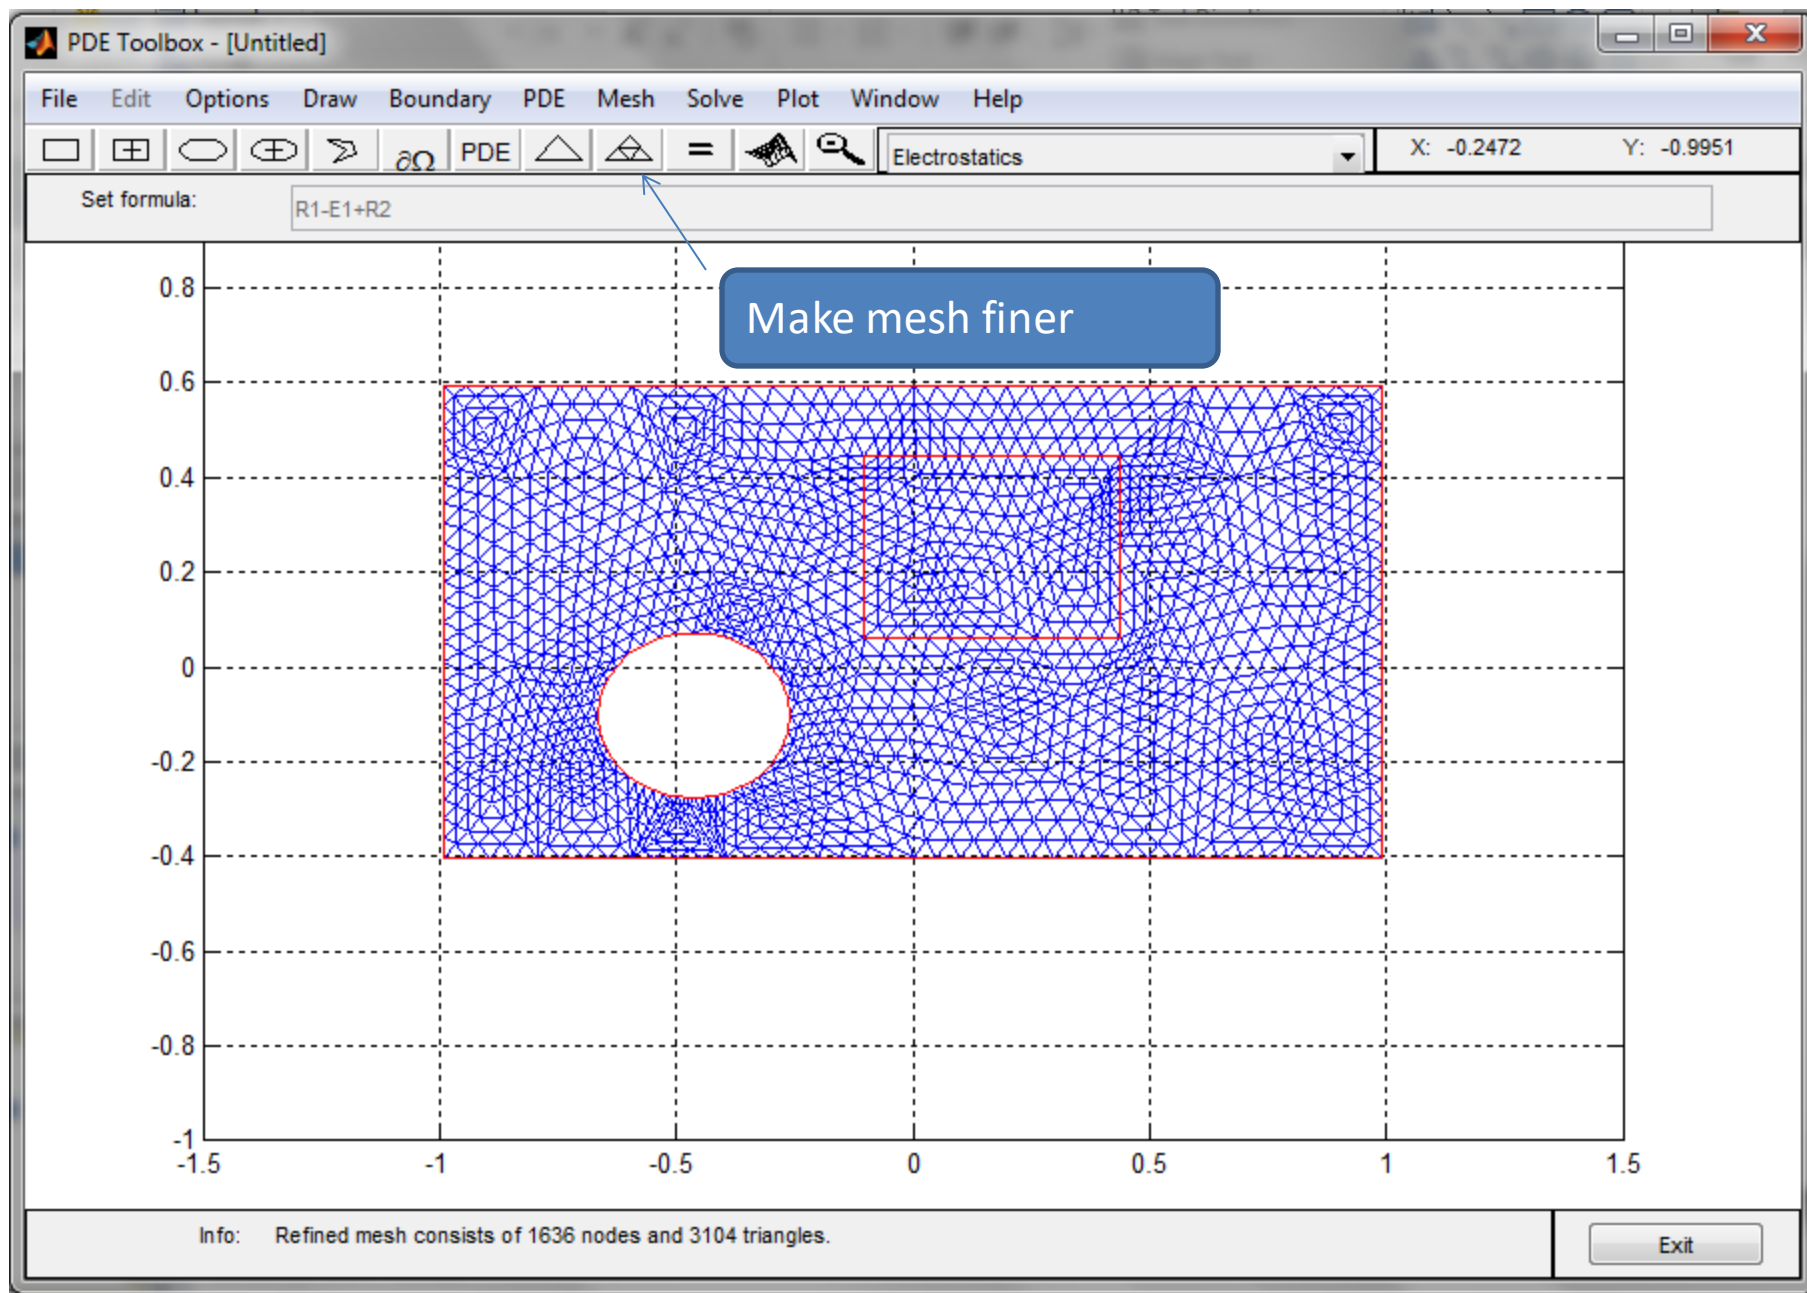 PDE Toolbox - [Untitled]
File Edit Options Draw Boundary PDE Mesh Solve Plot Window Help
∂Ω PDE = Electrostatics X: -0.2472 Y: -0.9951
Set formula: R1-E1+R2
Make mesh finer
0.8
0.6
0.4
0.2
0
-0.2
-0.4
-0.6
-0.8
-1
-1.5 -1 -0.5 0 0.5 1 1.5
Info: Refined mesh consists of 1636 nodes and 3104 triangles.
Exit